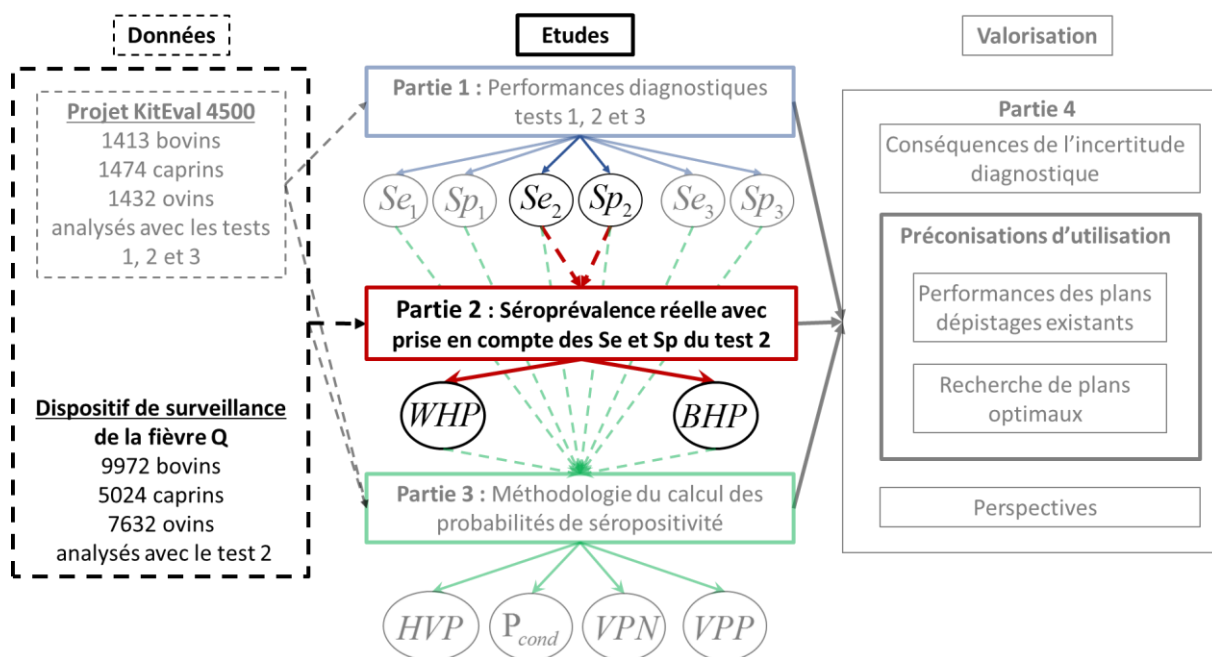 Données
Projet KitEval 4500
1413 bovins
1474 caprins
1432 ovins
analysés avec les tests
1, 2 et 3
Dispositif de surveillance
de la fièvre Q
9972 bovins
5024 caprins
7632 ovins
analysés avec le test 2
Etudes
Partie 1 : Performances diagnostiques
tests 1, 2 et 3
Se1
Sp1
Se2
Sp2
Se3
Sp3
Partie 2 : Séroprévalence réelle avec
prise en compte des Se et Sp du test 2
WHP
BHP
Partie 3 : Méthodologie du calcul des
probabilités de séropositivité
HVP
Pcond
VPN
VPP
Valorisation
Partie 4
Conséquences de l'incertitude
diagnostique
Préconisations d'utilisation
Performances des plans
dépistages existants
Recherche de plans
optimaux
Perspectives